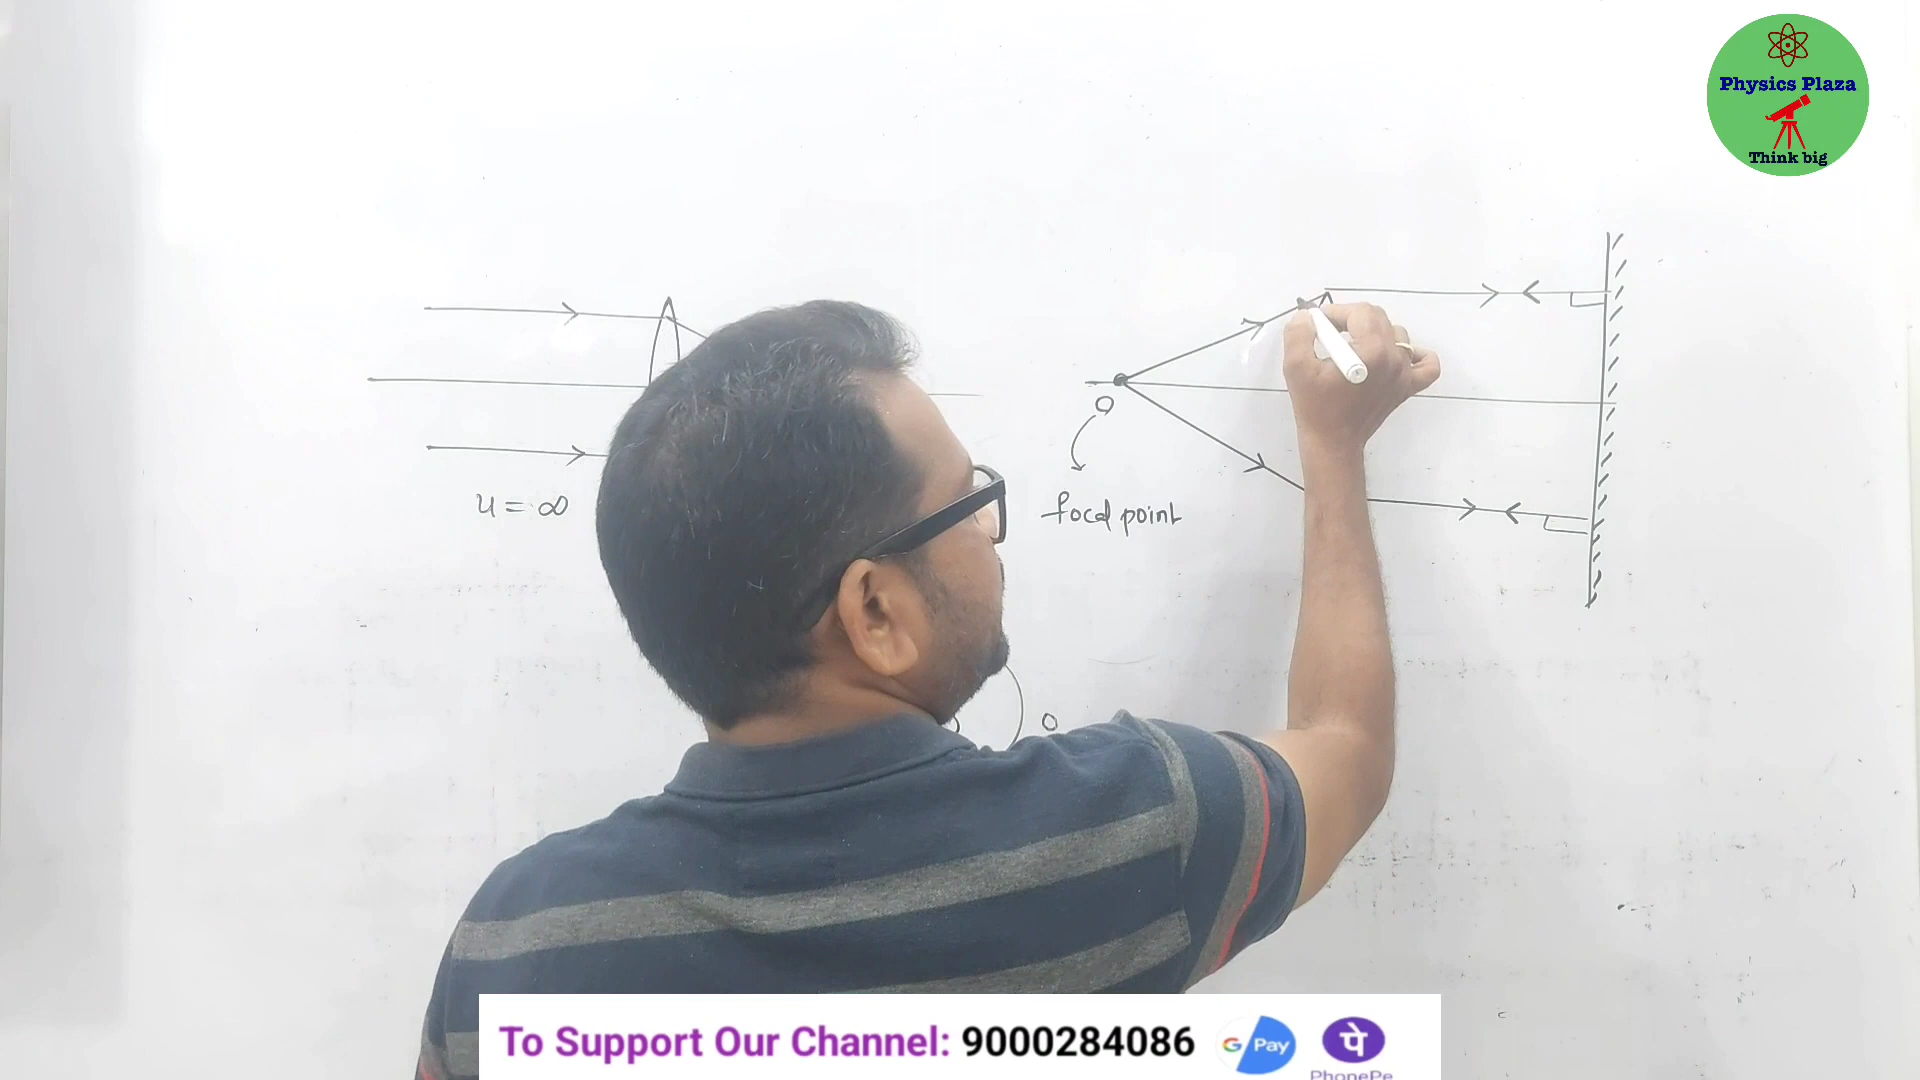 Physics Plaza
Think big
u = ∞
O
focal point
O
To Support Our Channel: 9000284086
G Pay
पे
PhonePe